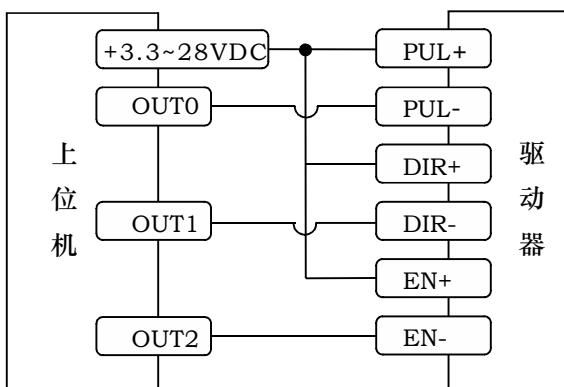 +3.3~28VDC
PUL+
OUT0
PUL-
DIR+
OUT1
DIR-
EN+
OUT2
EN-
上位机
驱动器